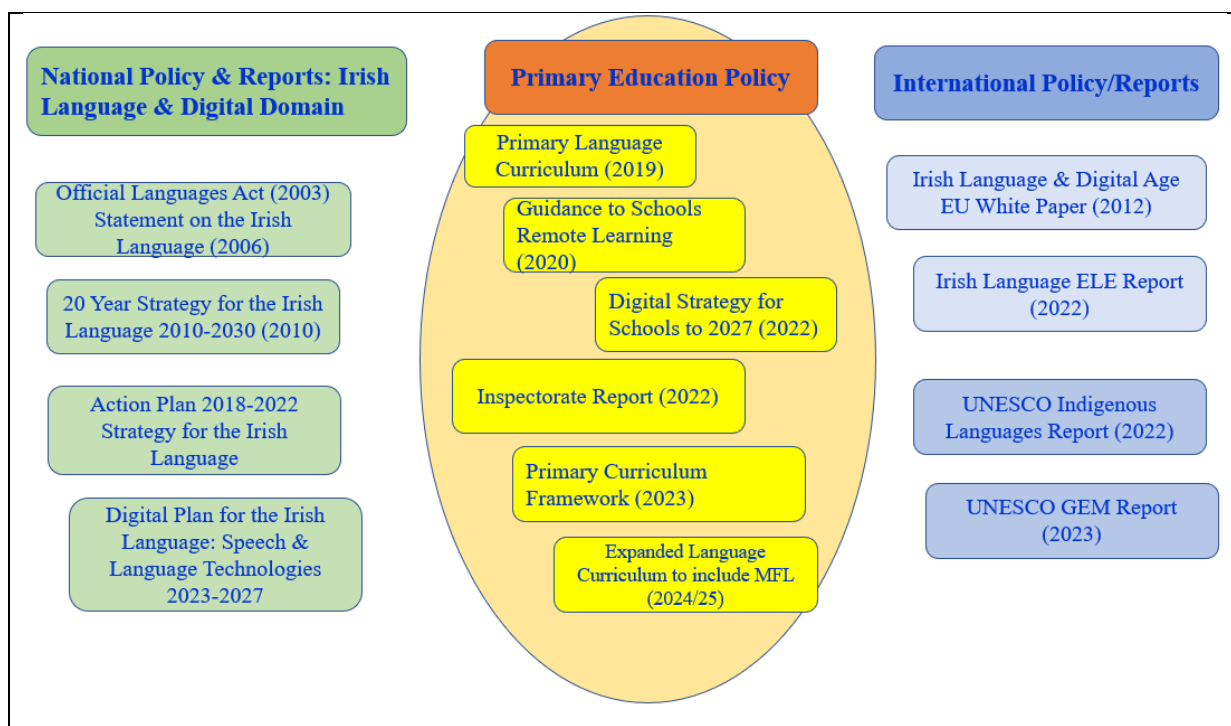 National Policy & Reports: Irish
Language & Digital Domain
Official Languages Act (2003)
Statement on the Irish
Language (2006)
20 Year Strategy for the Irish
Language 2010-2030 (2010)
Action Plan 2018-2022
Strategy for the Irish
Language
Digital Plan for the Irish
Language: Speech &
Language Technologies
2023-2027
Primary Education Policy
Primary Language
Curriculum (2019)
Guidance to Schools
Remote Learning
(2020)
Digital Strategy for
Schools to 2027 (2022)
Inspectorate Report (2022)
Primary Curriculum
Framework (2023)
Expanded Language
Curriculum to include MFL
(2024/25)
International Policy/Reports
Irish Language & Digital Age
EU White Paper (2012)
Irish Language ELE Report
(2022)
UNESCO Indigenous
Languages Report (2022)
UNESCO GEM Report
(2023)